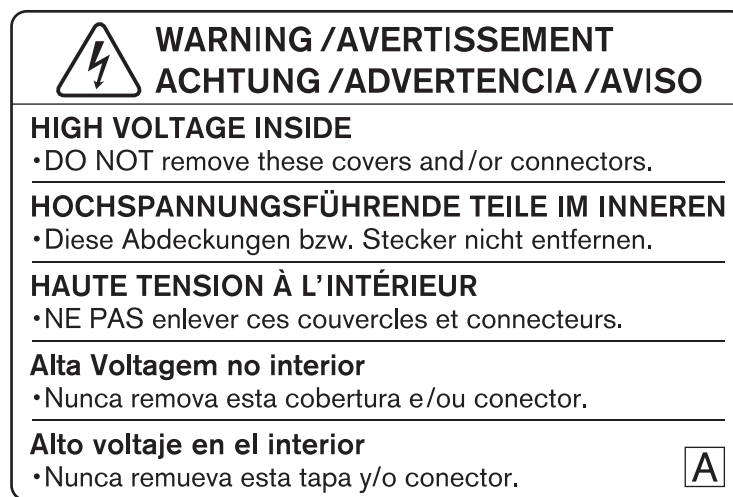 WARNING /AVERTISSEMENT
ACHTUNG /ADVERTENCIA /AVISO
HIGH VOLTAGE INSIDE
•DO NOT remove these covers and/or connectors.
HOCHSPANNUNGSFÜHRENDE TEILE IM INNEREN
•Diese Abdeckungen bzw. Stecker nicht entfernen.
HAUTE TENSION À L'INTÉRIEUR
•NE PAS enlever ces couvercles et connecteurs.
Alta Voltagem no interior
•Nunca remova esta cobertura e/ou conector.
Alto voltaje en el interior
•Nunca remueva esta tapa y/o conector.
A